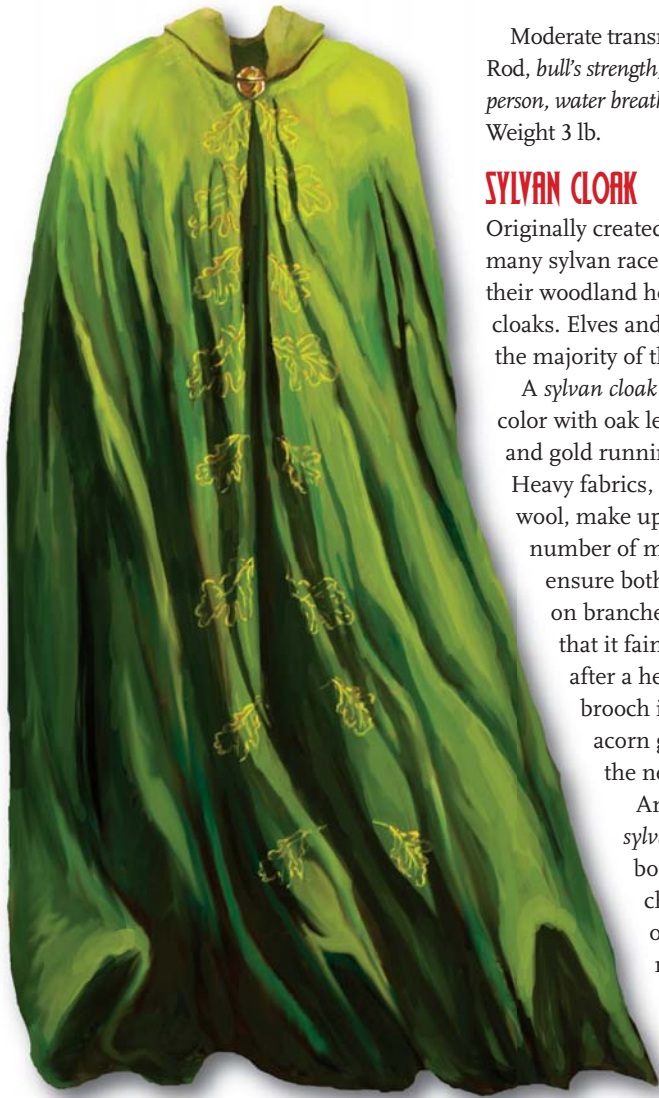 Moderate transm
Rod, bull's strength,
person, water breath
Weight 3 lb.
SYLVAN CLOAK
Originally created
many sylvan race
their woodland ho
cloaks. Elves and
the majority of th
A sylvan cloak
color with oak le
and gold runnin
Heavy fabrics,
wool, make up
number of m
ensure both
on branche
that it fain
after a he
brooch i
acorn g
the ne
Ar
sylv
bo
ch
o